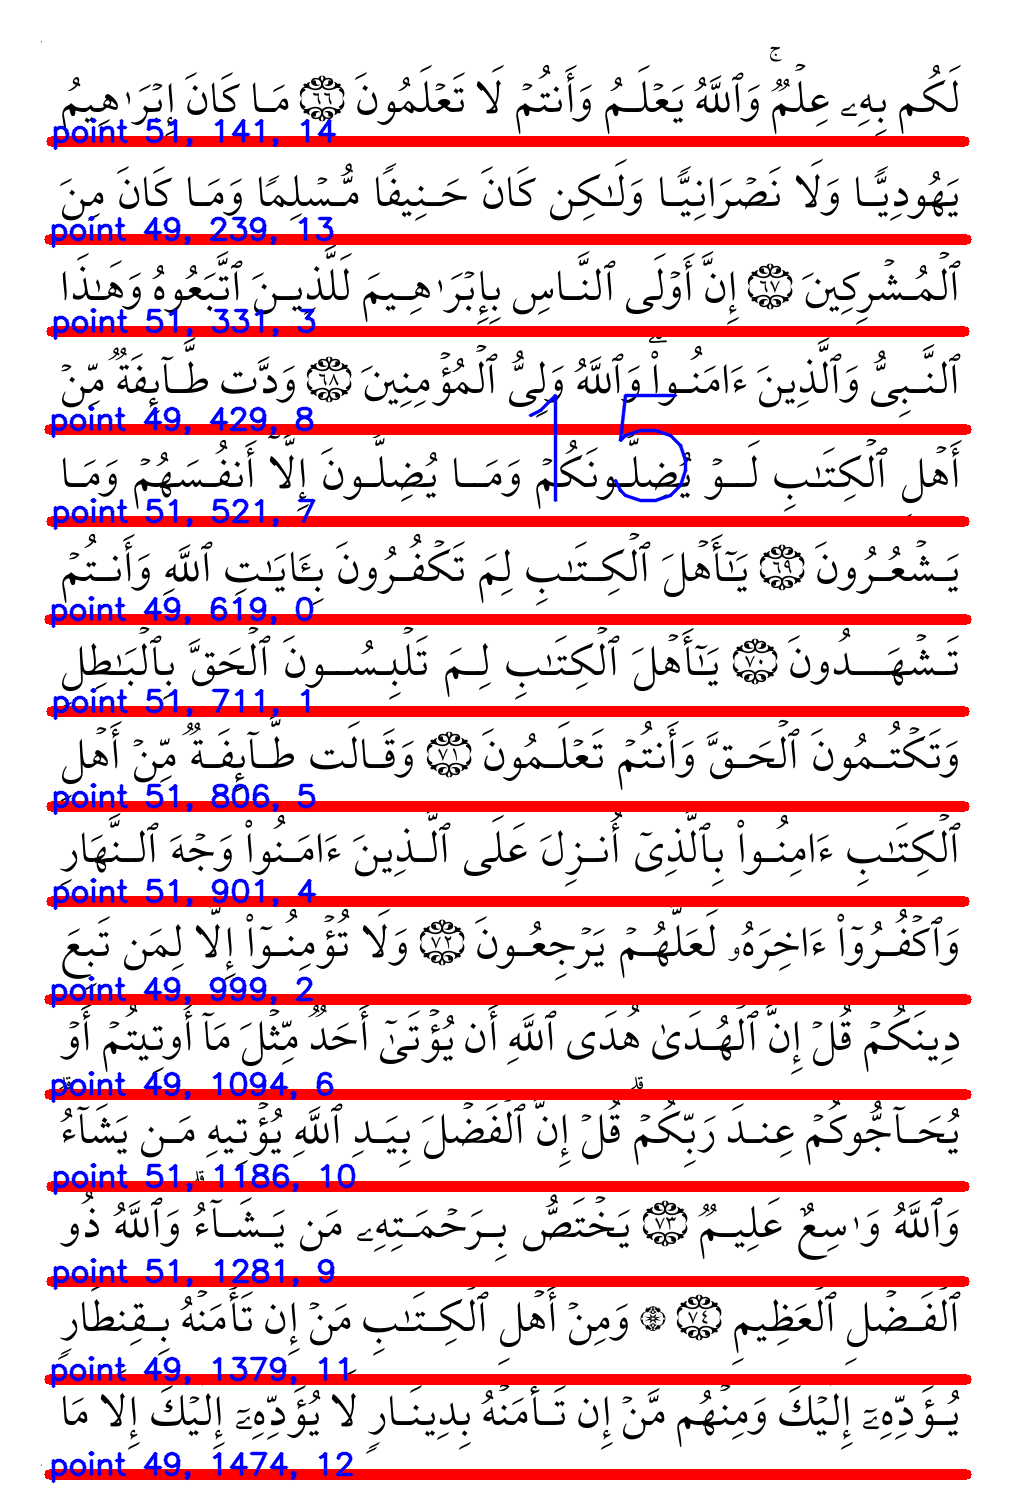 لَكُم بِهِۦ عِلْمٌۭ ۚ وَٱللَّهُ يَعْلَمُ وَأَنتُمْ لَا تَعْلَمُونَ ٦٦ مَا كَانَ إِبْرَٰهِيمُ
point 51, 141, 14
يَهُودِيًّۭا وَلَا نَصْرَانِيًّۭا وَلَـٰكِن كَانَ حَنِيفًۭا مُّسْلِمًۭا وَمَا كَانَ مِنَ
point 49, 239, 13
ٱلْمُشْرِكِينَ ٦٧ إِنَّ أَوْلَى ٱلنَّاسِ بِإِبْرَٰهِيمَ لَلَّذِينَ ٱتَّبَعُوهُ وَهَـٰذَا
point 51, 331, 3
ٱلنَّبِىُّ وَٱلَّذِينَ ءَامَنُوا۟ ۗ وَٱللَّهُ وَلِىُّ ٱلْمُؤْمِنِينَ ٦٨ وَدَّت طَّآئِفَةٌۭ مِّنْ
point 49, 429, 8
15
أَهْلِ ٱلْكِتَـٰبِ لَوْ يُضِلُّونَكُمْ وَمَا يُضِلُّونَ إِلَّآ أَنفُسَهُمْ وَمَا
point 51, 521, 7
يَشْعُرُونَ ٦٩ يَـٰٓأَهْلَ ٱلْكِتَـٰبِ لِمَ تَكْفُرُونَ بِـَٔايَـٰتِ ٱللَّهِ وَأَنتُمْ
point 49, 619, 0
تَشْهَدُونَ ٧٠ يَـٰٓأَهْلَ ٱلْكِتَـٰبِ لِمَ تَلْبِسُونَ ٱلْحَقَّ بِٱلْبَـٰطِلِ
point 51, 711, 1
وَتَكْتُمُونَ ٱلْحَقَّ وَأَنتُمْ تَعْلَمُونَ ٧١ وَقَالَت طَّآئِفَةٌۭ مِّنْ أَهْلِ
point 51, 806, 5
ٱلْكِتَـٰبِ ءَامِنُوا۟ بِٱلَّذِىٓ أُنزِلَ عَلَى ٱلَّذِينَ ءَامَنُوا۟ وَجْهَ ٱلنَّهَارِ
point 51, 901, 4
وَٱكْفُرُوٓا۟ ءَاخِرَهُۥ لَعَلَّهُمْ يَرْجِعُونَ ٧٢ وَلَا تُؤْمِنُوٓا۟ إِلَّا لِمَن تَبِعَ
point 49, 999, 2
دِينَكُمْ قُلْ إِنَّ ٱلْهُدَىٰ هُدَى ٱللَّهِ أَن يُؤْتَىٰٓ أَحَدٌۭ مِّثْلَ مَآ أُوتِيتُمْ أَوْ
point 49, 1094, 6
يُحَآجُّوكُمْ عِندَ رَبِّكُمْ ۗ قُلْ إِنَّ ٱلْفَضْلَ بِيَدِ ٱللَّهِ يُؤْتِيهِ مَن يَشَآءُ ۗ
point 51, 1186, 10
وَٱللَّهُ وَٰسِعٌ عَلِيمٌۭ ٧٣ يَخْتَصُّ بِرَحْمَتِهِۦ مَن يَشَآءُ ۗ وَٱللَّهُ ذُو
point 51, 1281, 9
ٱلْفَضْلِ ٱلْعَظِيمِ ٧٤ ۞ وَمِنْ أَهْلِ ٱلْكِتَـٰبِ مَنْ إِن تَأْمَنْهُ بِقِنطَارٍۢ
point 49, 1379, 11
يُؤَدِّهِۦٓ إِلَيْكَ وَمِنْهُم مَّنْ إِن تَأْمَنْهُ بِدِينَارٍۢ لَّا يُؤَدِّهِۦٓ إِلَيْكَ إِلَّا مَا
point 49, 1474, 12